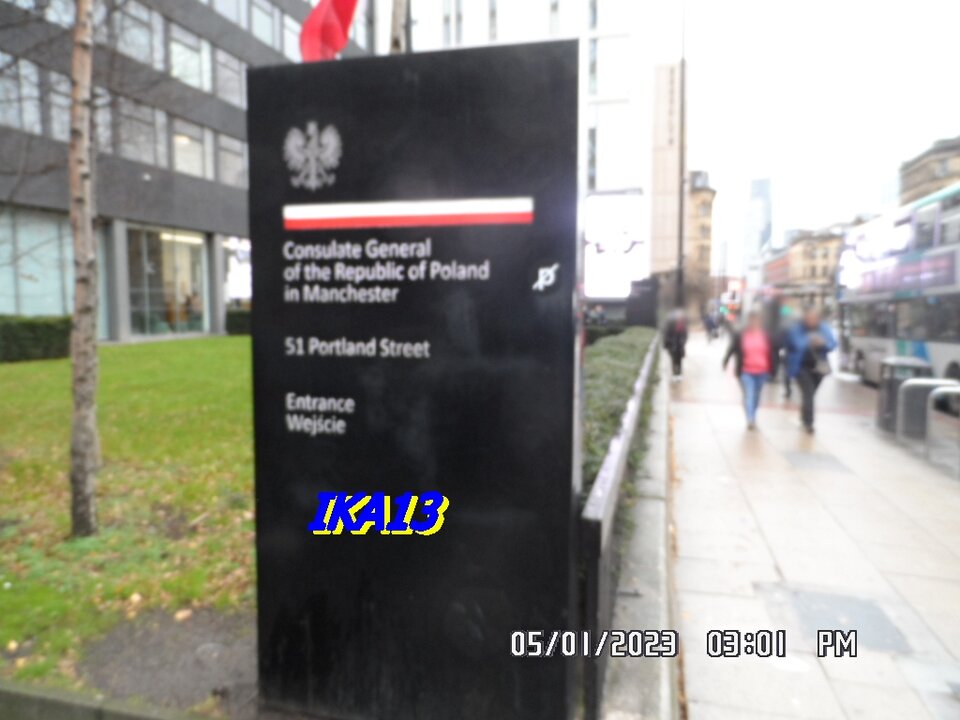 Consulate General
of the Republic of Poland
in Manchester
51 Portland Street
Entrance
Wejście
IKA13
05/01/2023 03:01 PM